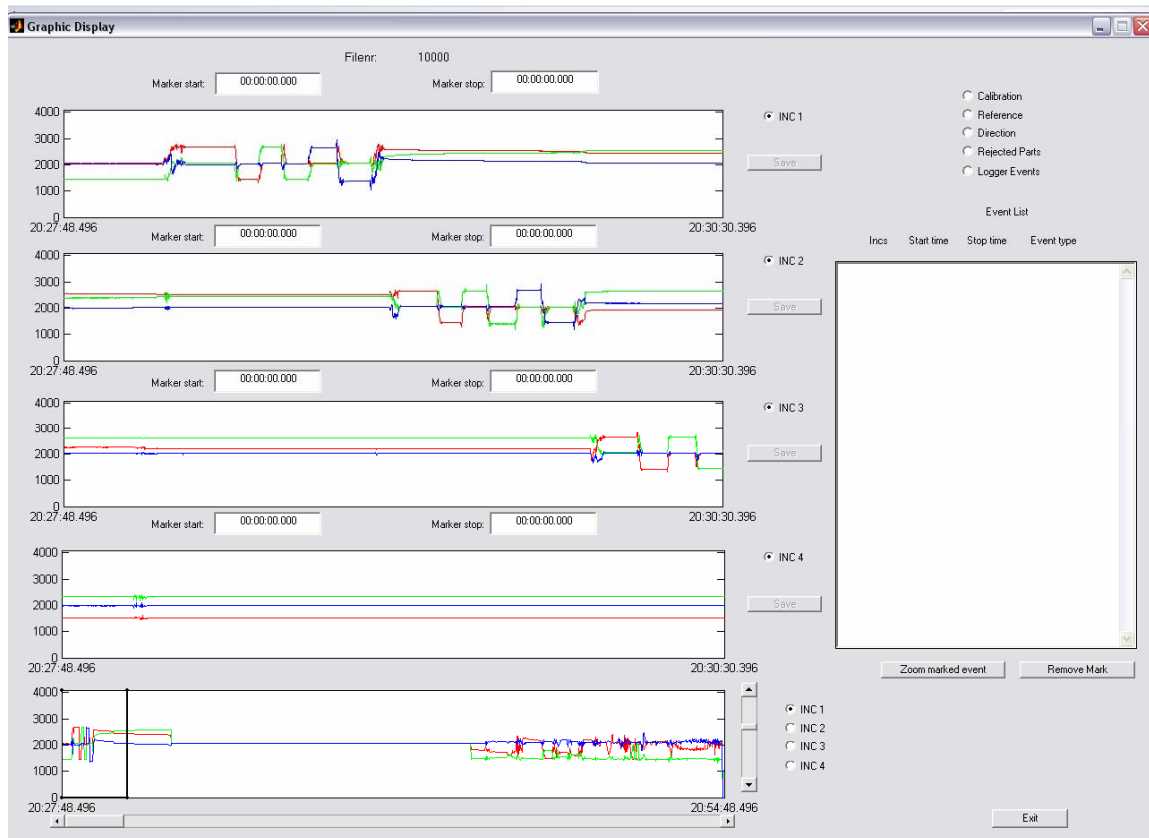 Graphic Display
Filenr: 10000
Marker start: 00:00:00.000 Marker stop: 00:00:00.000
4000
3000
2000
1000
0
20:27:48.496 20:30:30.396
INC 1
Save
Marker start: 00:00:00.000 Marker stop: 00:00:00.000
4000
3000
2000
1000
0
20:27:48.496 20:30:30.396
INC 2
Save
Marker start: 00:00:00.000 Marker stop: 00:00:00.000
4000
3000
2000
1000
0
20:27:48.496 20:30:30.396
INC 3
Save
Marker start: 00:00:00.000 Marker stop: 00:00:00.000
4000
3000
2000
1000
0
20:27:48.496 20:30:30.396
INC 4
Save
4000
3000
2000
1000
0
20:27:48.496 20:54:48.496
INC 1
INC 2
INC 3
INC 4
Calibration
Reference
Direction
Rejected Parts
Logger Events
Event List
Incs Start time Stop time Event type
Zoom marked event Remove Mark
Exit